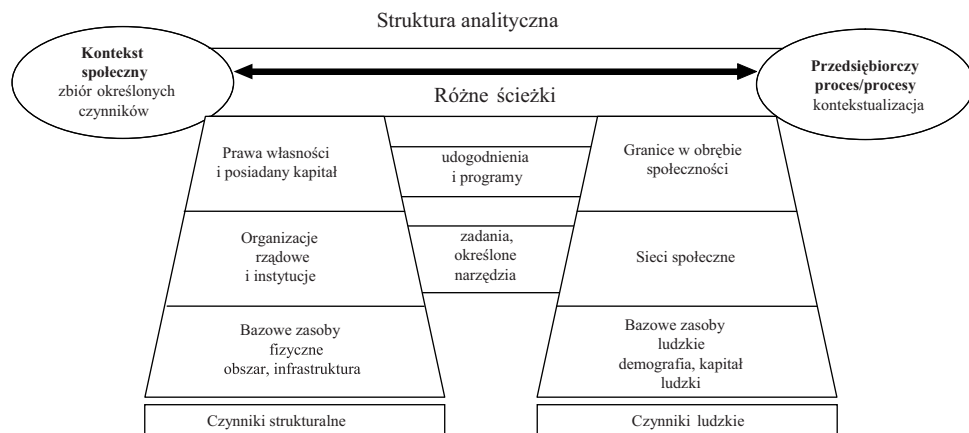 Struktura analityczna
Kontekst
społeczny
zbiór określonych
czynników
Przedsiębiorczy
proces/procesy
kontekstualizacja
Różne ścieżki
Prawa własności
i posiadany kapitał
udogodnienia
i programy
Granice w obrębie
społeczności
Organizacje
rządowe
i instytucje
zadania,
określone
narzędzia
Sieci społeczne
Bazowe zasoby
fizyczne
obszar, infrastruktura
Bazowe zasoby
ludzkie
demografia, kapitał
ludzki
Czynniki strukturalne
Czynniki ludzkie